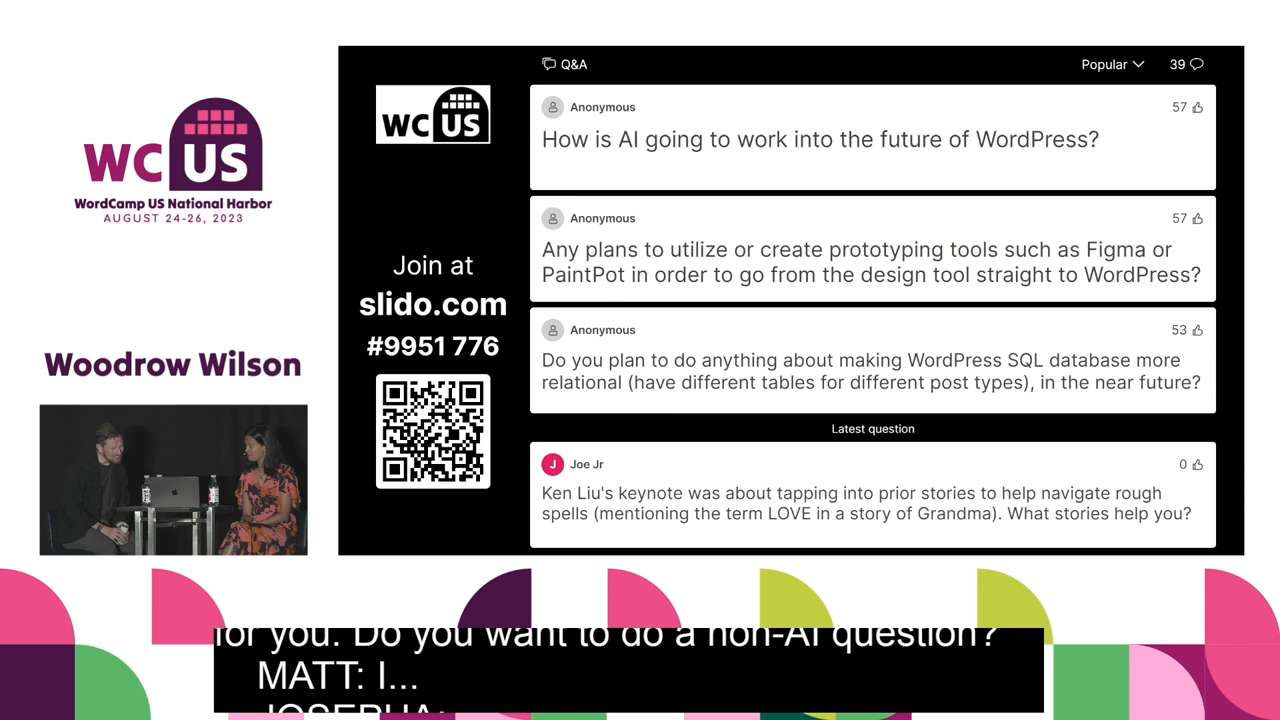 WC US
WordCamp US National Harbor
AUGUST 24-26, 2023
Woodrow Wilson
WC US
Join at
slido.com
#9951 776
Q&A
Popular
39
Anonymous
57
How is AI going to work into the future of WordPress?
Anonymous
57
Any plans to utilize or create prototyping tools such as Figma or
PaintPot in order to go from the design tool straight to WordPress?
Anonymous
53
Do you plan to do anything about making WordPress SQL database more
relational (have different tables for different post types), in the near future?
Latest question
J
Joe Jr
0
Ken Liu's keynote was about tapping into prior stories to help navigate rough
spells (mentioning the term LOVE in a story of Grandma). What stories help you?
for you. Do you want to do a non-AI question?
MATT: I...
JOSEPHA: